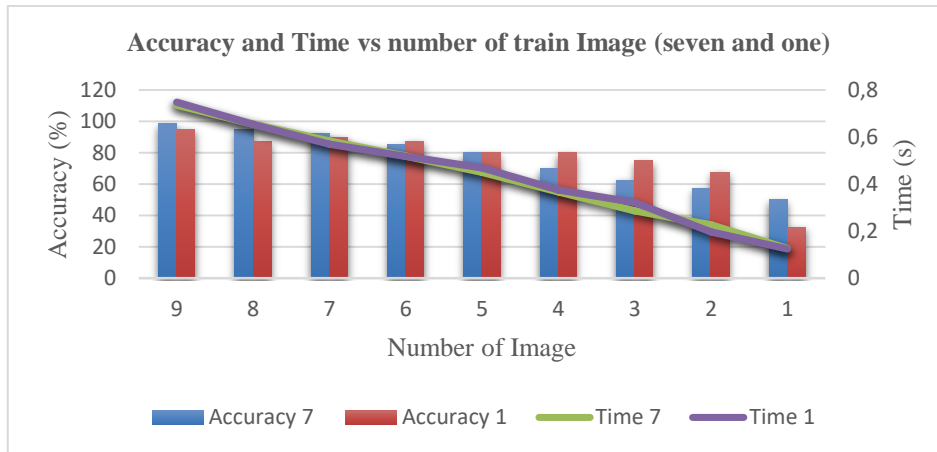 Accuracy and Time vs number of train Image (seven and one)
Accuracy (%)
120
100
80
60
40
20
0
0,8
0,6
0,4
0,2
0
Time (s)
9 8 7 6 5 4 3 2 1
Number of Image
Accuracy 7 Accuracy 1 Time 7 Time 1